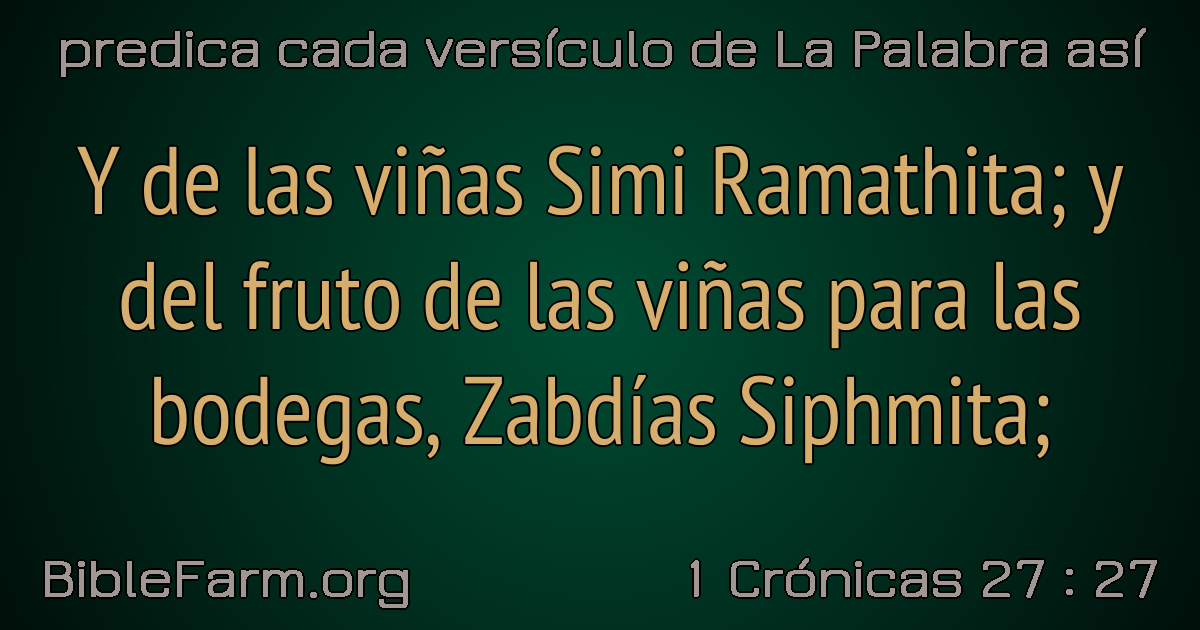 predica cada versículo de La Palabra así
Y de las viñas Simi Ramathita; y
del fruto de las viñas para las
bodegas, Zabdías Siphmita;
BibleFarm.org
1 Crónicas 27 : 27